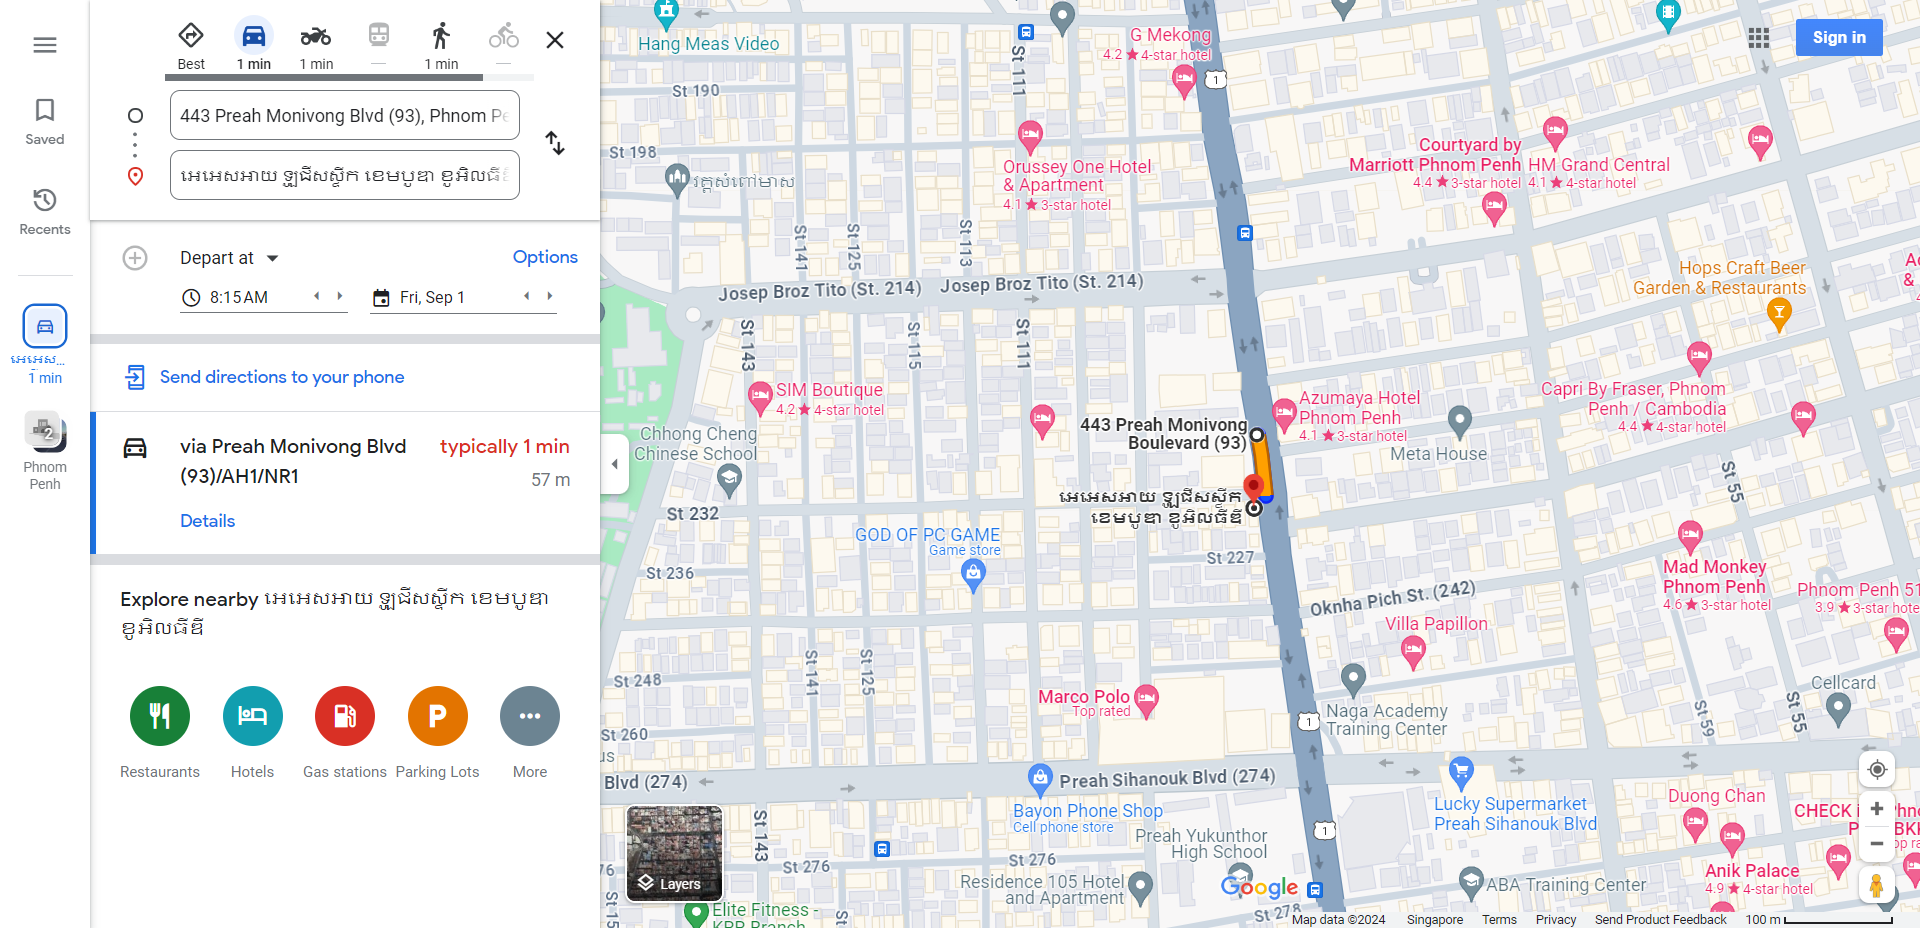 Best
1 min
1 min
1 min
Saved
Recents
អេអេស...
1 min
2
Phnom
Penh
443 Preah Monivong Blvd (93), Phnom Pe
អេអេសអាយ ឡូជីសស្ទីក ខេមបូឌា ខូអិលធីឌី
Depart at
Options
8:15 AM
Fri, Sep 1
Send directions to your phone
via Preah Monivong Blvd
(93)/AH1/NR1
typically 1 min
57 m
Details
Explore nearby អេអេសអាយ ឡូជីសស្ទីក ខេមបូឌា
ខូអិលធីឌី
Restaurants
Hotels
Gas stations
Parking Lots
More
Sign in
Hang Meas Video
G Mekong
4.2 ★ 4-star hotel
St 111
1
St 190
St 198
វត្តសំពៅមាស
Orussey One Hotel
& Apartment
4.1 ★ 3-star hotel
Courtyard by
Marriott Phnom Penh
4.4 ★ 3-star hotel
HM Grand Central
4.1 ★ 4-star hotel
St 141
St 125
St 113
Josep Broz Tito (St. 214)
Josep Broz Tito (St. 214)
Hops Craft Beer
Garden & Restaurants
St 143
St 115
St 111
SIM Boutique
4.2 ★ 4-star hotel
Chhong Cheng
Chinese School
443 Preah Monivong
Boulevard (93)
Azumaya Hotel
Phnom Penh
4.1 ★ 3-star hotel
Meta House
Capri By Fraser, Phnom
Penh / Cambodia
4.4 ★ 4-star hotel
អេអេសអាយ ឡូជីសស្ទីក
ខេមបូឌា ខូអិលធីឌី
St 232
St 55
GOD OF PC GAME
Game store
St 227
St 236
Oknha Pich St. (242)
Mad Monkey
Phnom Penh
4.6 ★ 3-star hotel
Phnom Penh 51
3.9 ★ 3-star hote
Villa Papillon
St 141
St 125
St 248
Marco Polo
Top rated
1
Naga Academy
Training Center
Cellcard
St 59
St 55
St 260
us
Blvd (274)
Preah Sihanouk Blvd (274)
Bayon Phone Shop
Cell phone store
Lucky Supermarket
Preah Sihanouk Blvd
Duong Chan
St 143
1
Preah Yukunthor
High School
St 276
St 276
Layers
Residence 105 Hotel
and Apartment
Google
ABA Training Center
Anik Palace
4.9 ★ 4-star hotel
Elite Fitness -
St 278
Map data ©2024
Singapore
Terms
Privacy
Send Product Feedback
100 m